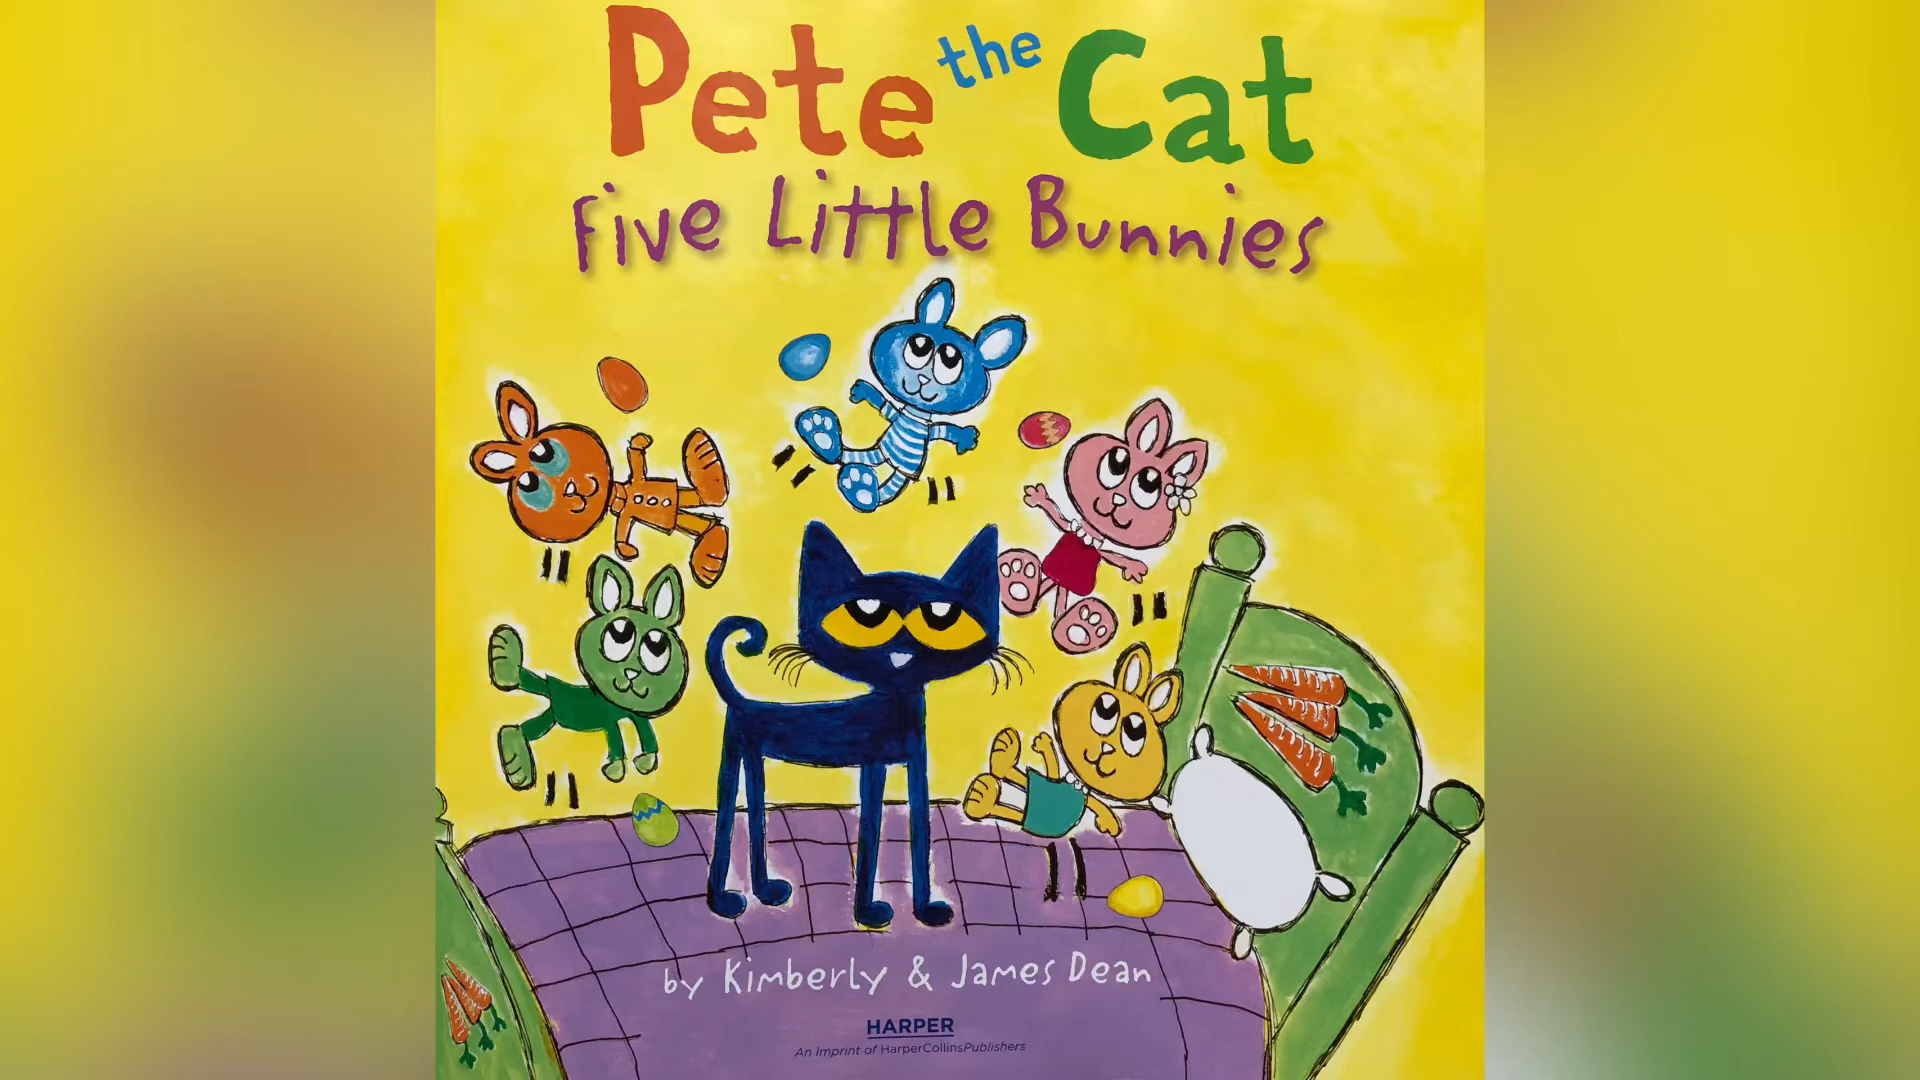 Pete the Cat
Five Little Bunnies
by Kimberly & James Dean
HARPER
An Imprint of HarperCollinsPublishers